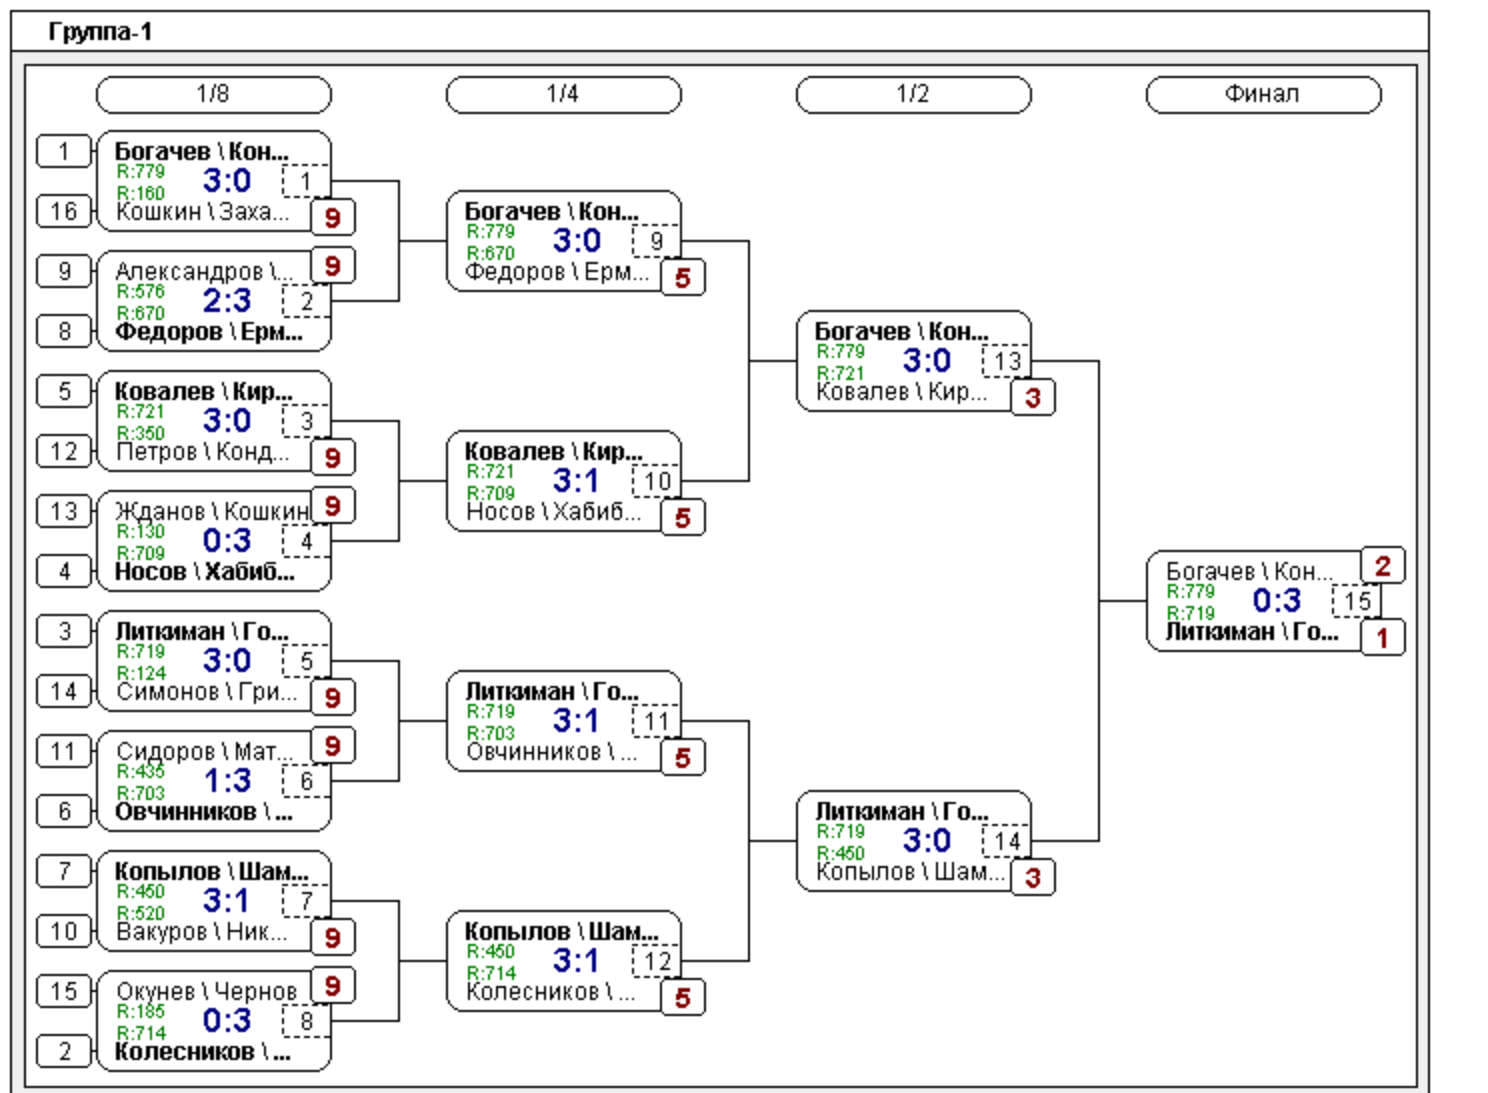 Группа-1
1/8
1/4
1/2
Финал
1
Богачев \ Кон...
R:779
R:160
3:0
1
16
Кошкин \ Заха...
9
9
Александров \...
9
R:576
R:670
2:3
2
8
Федоров \ Ерм...
5
Ковалев \ Кир...
R:721
R:350
3:0
3
12
Петров \ Конд...
9
13
Жданов \ Кошкин
9
R:130
R:709
0:3
4
4
Носов \ Хабиб...
3
Литкиман \ Го...
R:719
R:124
3:0
5
14
Симонов \ Гри...
9
11
Сидоров \ Мат...
9
R:435
R:703
1:3
6
6
Овчинников \ ...
7
Копылов \ Шам...
R:450
R:520
3:1
7
10
Вакуров \ Ник...
9
15
Окунев \ Чернов
9
R:185
R:714
0:3
8
2
Колесников \ ...
Богачев \ Кон...
R:779
R:670
3:0
9
Федоров \ Ерм...
5
Ковалев \ Кир...
R:721
R:709
3:1
10
Носов \ Хабиб...
5
Литкиман \ Го...
R:719
R:703
3:1
11
Овчинников \ ...
5
Копылов \ Шам...
R:450
R:714
3:1
12
Колесников \ ...
5
Богачев \ Кон...
R:779
R:721
3:0
13
Ковалев \ Кир...
3
Литкиман \ Го...
R:719
R:450
3:0
14
Копылов \ Шам...
3
Богачев \ Кон...
2
R:779
R:719
0:3
15
Литкиман \ Го...
1